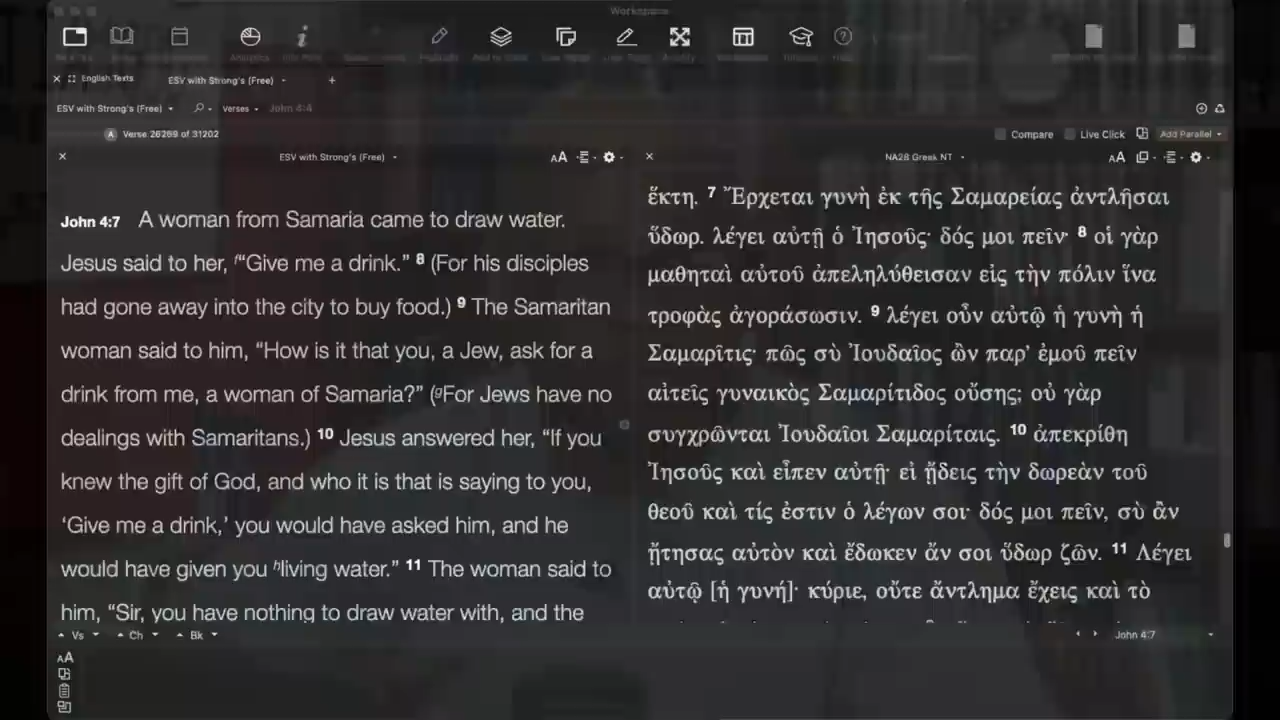 Workspace
English Texts
ESV with Strong's (Free)
ESV with Strong's (Free) Verses John 4:4
A Verse 26269 of 31202
Compare Live Click Add Parallel
ESV with Strong's (Free)
John 4:7 A woman from Samaria came to draw water.
Jesus said to her, f“Give me a drink.” 8 (For his disciples
had gone away into the city to buy food.) 9 The Samaritan
woman said to him, “How is it that you, a Jew, ask for a
drink from me, a woman of Samaria?” (gFor Jews have no
dealings with Samaritans.) 10 Jesus answered her, “If you
knew the gift of God, and who it is that is saying to you,
‘Give me a drink,’ you would have asked him, and he
would have given you hliving water.” 11 The woman said to
him, “Sir, you have nothing to draw water with, and the
NA28 Greek NT
ἕκτη. 7 Ἔρχεται γυνὴ ἐκ τῆς Σαμαρείας ἀντλῆσαι
ὕδωρ. λέγει αὐτῇ ὁ Ἰησοῦς· δός μοι πεῖν· 8 οἱ γὰρ
μαθηταὶ αὐτοῦ ἀπεληλύθεισαν εἰς τὴν πόλιν ἵνα
τροφὰς ἀγοράσωσιν. 9 λέγει οὖν αὐτῷ ἡ γυνὴ ἡ
Σαμαρῖτις· πῶς σὺ Ἰουδαῖος ὢν παρ’ ἐμοῦ πεῖν
αἰτεῖς γυναικὸς Σαμαρίτιδος οὔσης; οὐ γὰρ
συγχρῶνται Ἰουδαῖοι Σαμαρίταις. 10 ἀπεκρίθη
Ἰησοῦς καὶ εἶπεν αὐτῇ· εἰ ᾔδεις τὴν δωρεὰν τοῦ
θεοῦ καὶ τίς ἐστιν ὁ λέγων σοι· δός μοι πεῖν, σὺ ἂν
ᾔτησας αὐτὸν καὶ ἔδωκεν ἄν σοι ὕδωρ ζῶν. 11 Λέγει
αὐτῷ [ἡ γυνή]· κύριε, οὔτε ἄντλημα ἔχεις καὶ τὸ
Vs Ch Bk
John 4:7